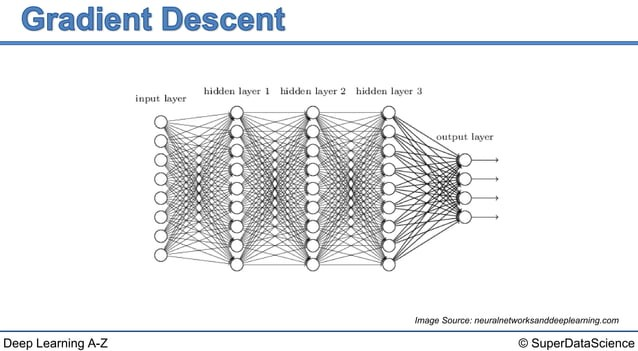 Gradient Descent
hidden layer 1 hidden layer 2 hidden layer 3
input layer
output layer
Image Source: neuralnetworksanddeeplearning.com
Deep Learning A-Z
© SuperDataScience